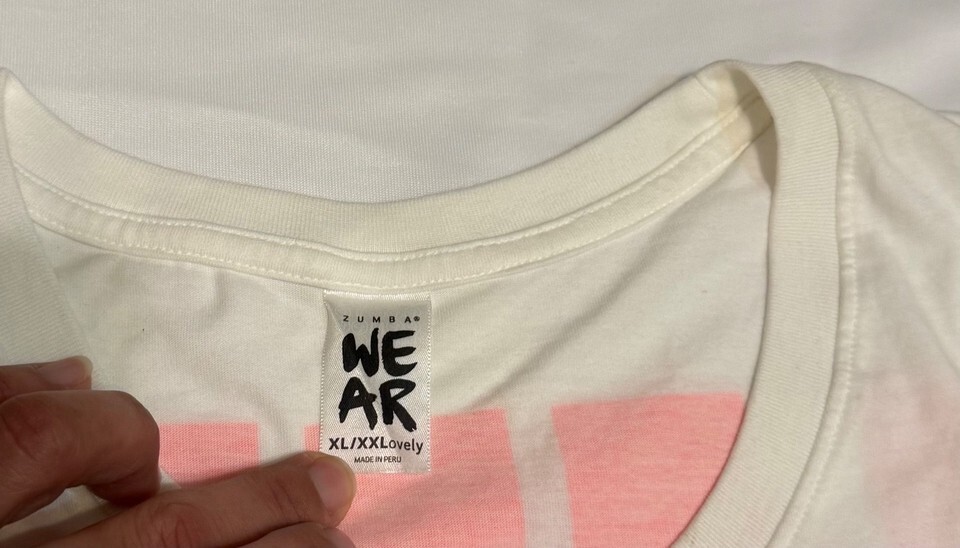 ZUMBA®
WE
AR
XL/XXLovely
MADE IN PERU